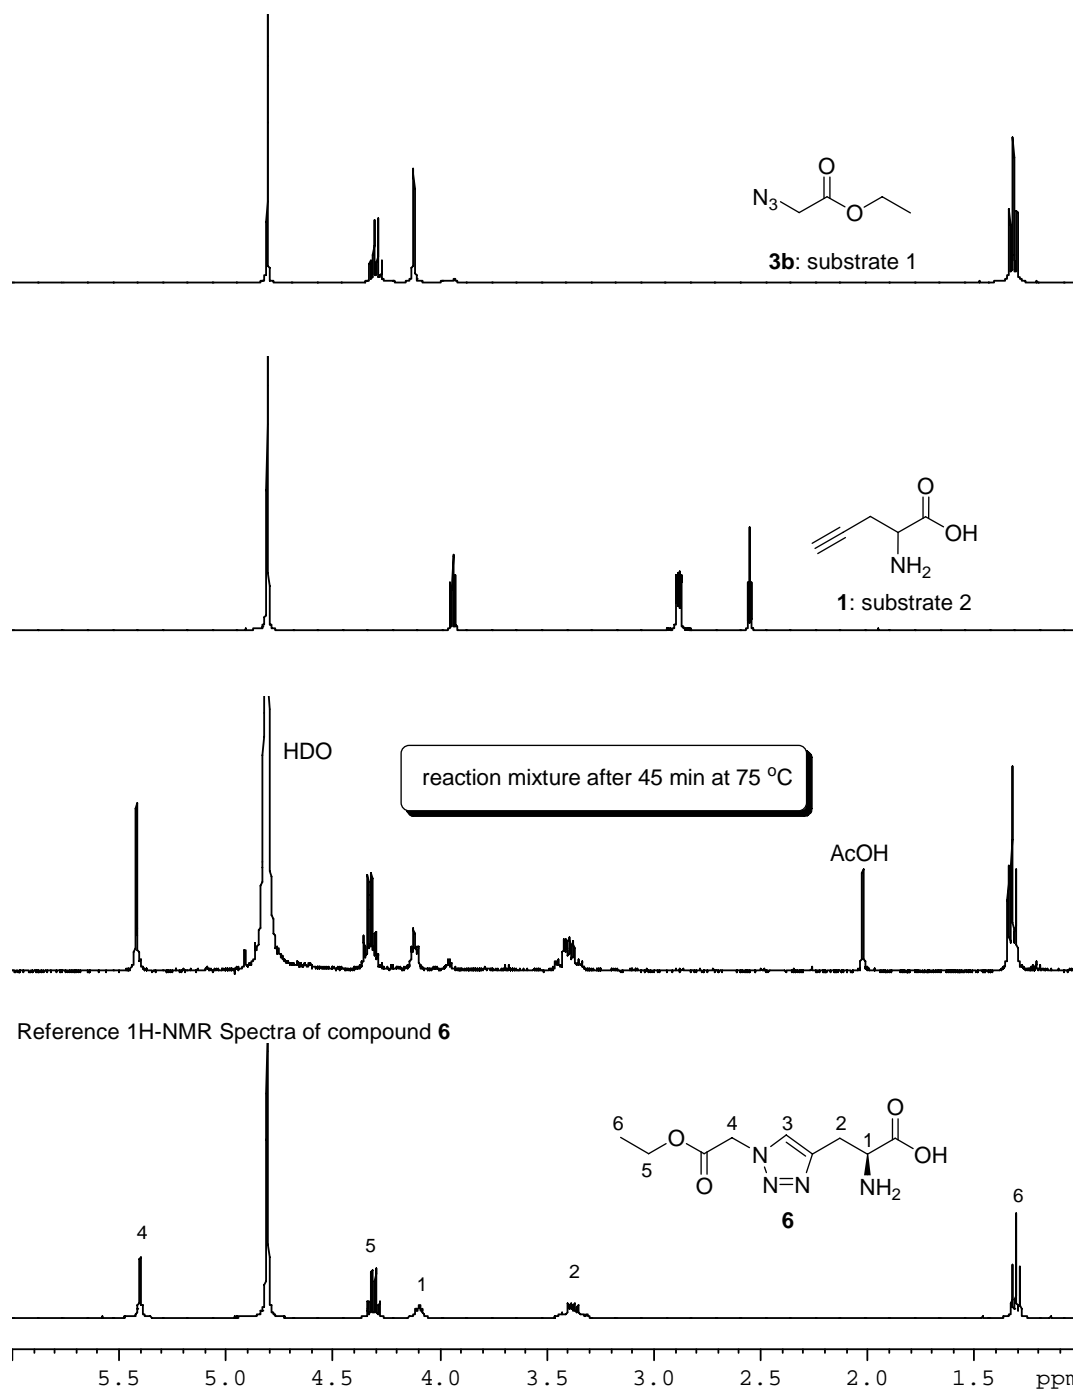 O
N3
O
3b: substrate 1
O
OH
NH2
1: substrate 2
HDO
reaction mixture after 45 min at 75 °C
AcOH
Reference 1H-NMR Spectra of compound 6
6 O 4 3 2 O
1
5 N OH
O N=N NH2
6
4
5
1
2
6
5.5 5.0 4.5 4.0 3.5 3.0 2.5 2.0 1.5 ppm